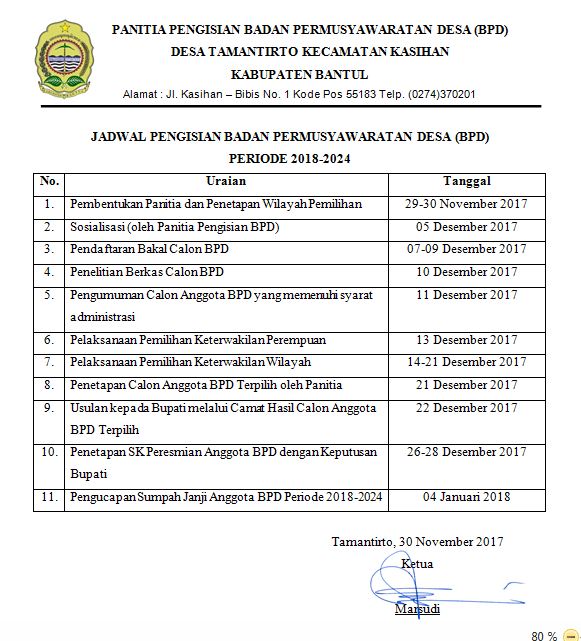 PANITIA PENGISIAN BADAN PERMUSYAWARATAN DESA (BPD)
DESA TAMANTIRTO KECAMATAN KASIHAN
KABUPATEN BANTUL
Alamat : Jl. Kasihan – Bibis No. 1 Kode Pos 55183 Telp. (0274)370201
JADWAL PENGISIAN BADAN PERMUSYAWARATAN DESA (BPD)
PERIODE 2018-2024
No. Uraian Tanggal
1. Pembentukan Panitia dan Penetapan Wilayah Pemilihan 29-30 November 2017
2. Sosialisasi (oleh Panitia Pengisian BPD) 05 Desember 2017
3. Pendaftaran Bakal Calon BPD 07-09 Desember 2017
4. Penelitian Berkas Calon BPD 10 Desember 2017
5. Pengumuman Calon Anggota BPD yang memenuhi syarat 11 Desember 2017
administrasi
6. Pelaksanaan Pemilihan Keterwakilan Perempuan 13 Desember 2017
7. Pelaksanaan Pemilihan Keterwakilan Wilayah 14-21 Desember 2017
8. Penetapan Calon Anggota BPD Terpilih oleh Panitia 21 Desember 2017
9. Usulan kepada Bupati melalui Camat Hasil Calon Anggota 22 Desember 2017
BPD Terpilih
10. Penetapan SK Peresmian Anggota BPD dengan Keputusan 26-28 Desember 2017
Bupati
11. Pengucapan Sumpah Janji Anggota BPD Periode 2018-2024 04 Januari 2018
Tamantirto, 30 November 2017
Ketua
Marsudi
80 %